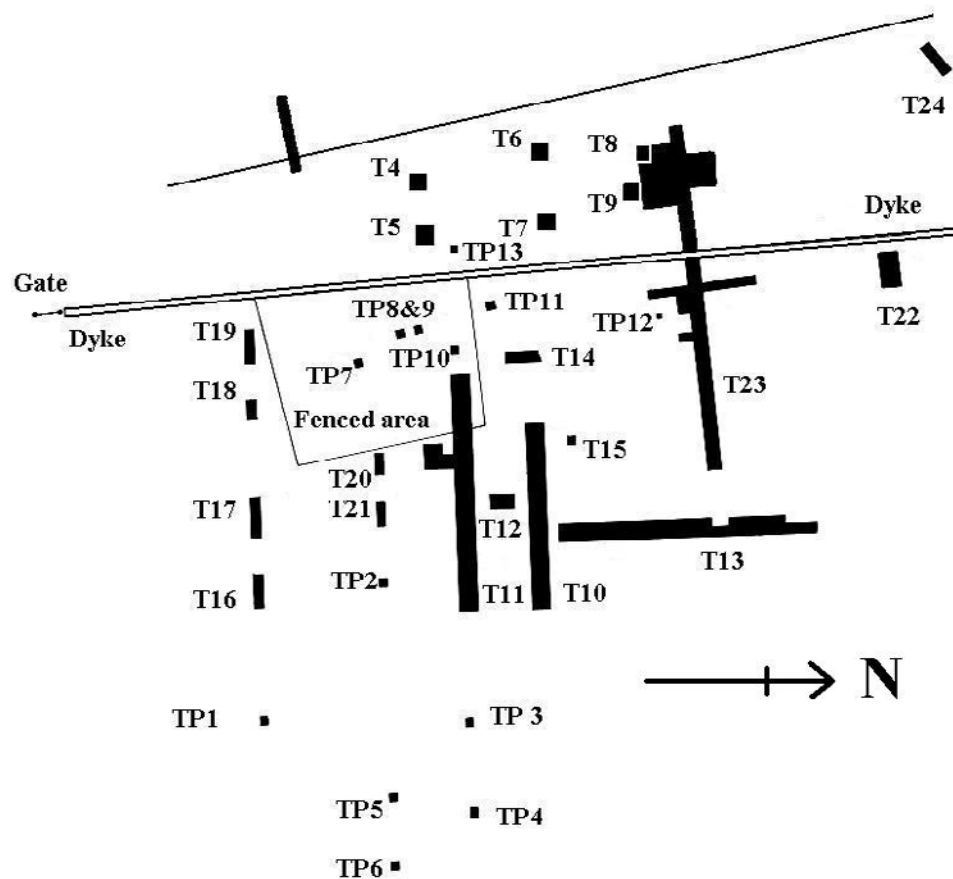 T24
T6
T8
T4
T9
T5
T7
Dyke
TP13
Gate
TP8&9
TP11
T22
Dyke
T19
TP12
TP10
T14
TP7
T23
T18
Fenced area
T15
T20
T17
T21
T12
T13
TP2
T16
T11
T10
N
TP1
TP 3
TP5
TP4
TP6